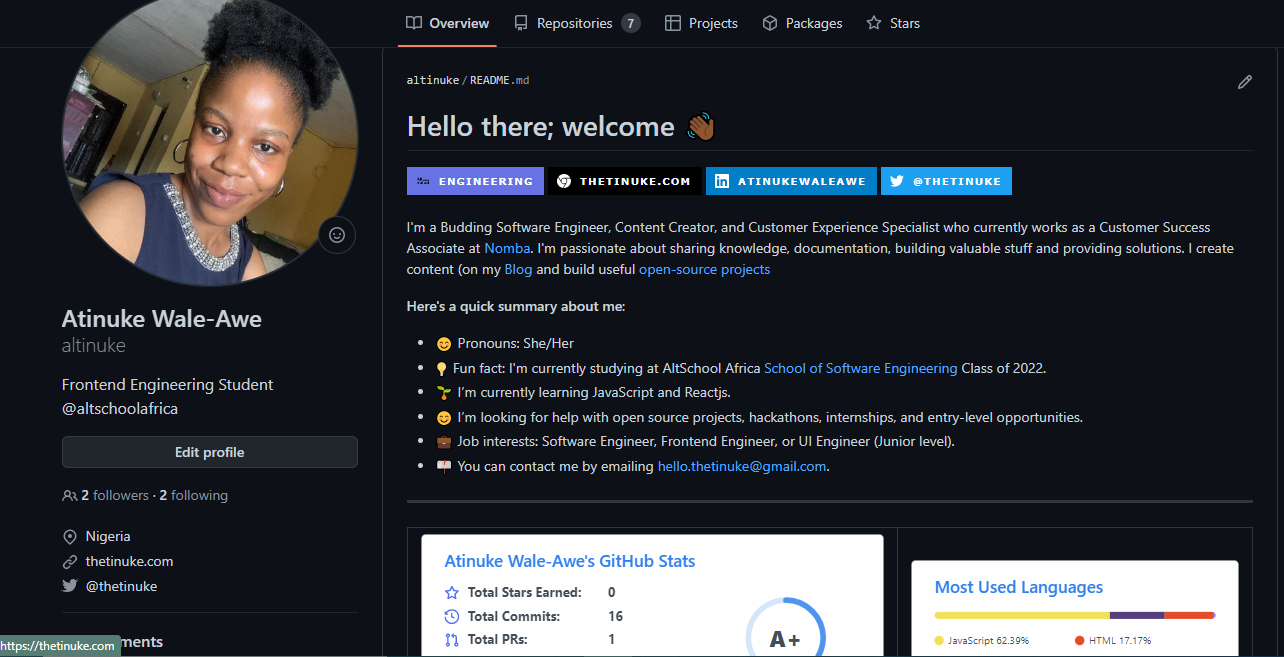 Overview Repositories 7 Projects Packages Stars
altinuke/README.md
Hello there; welcome 👋🏾
ENGINEERING THETINUKE.COM ATINUKEWALEAWE @THETINUKE
I'm a Budding Software Engineer, Content Creator, and Customer Experience Specialist who currently works as a Customer Success
Associate at Nomba. I'm passionate about sharing knowledge, documentation, building valuable stuff and providing solutions. I create
content (on my Blog and build useful open-source projects
Here's a quick summary about me:
• 😊 Pronouns: She/Her
• 💡 Fun fact: I'm currently studying at AltSchool Africa School of Software Engineering Class of 2022.
• 🌱 I'm currently learning JavaScript and Reactjs.
• 😊 I'm looking for help with open source projects, hackathons, internships, and entry-level opportunities.
• 💼 Job interests: Software Engineer, Frontend Engineer, or UI Engineer (Junior level).
• 📫 You can contact me by emailing hello.thetinuke@gmail.com.
Atinuke Wale-Awe
altinuke
Frontend Engineering Student
@altschoolafrica
Edit profile
2 followers · 2 following
Nigeria
thetinuke.com
@thetinuke
ments
https://thetinuke.com
Atinuke Wale-Awe's GitHub Stats
Total Stars Earned: 0
Total Commits: 16
Total PRs: 1
A+
Most Used Languages
JavaScript 62.39% HTML 17.17%